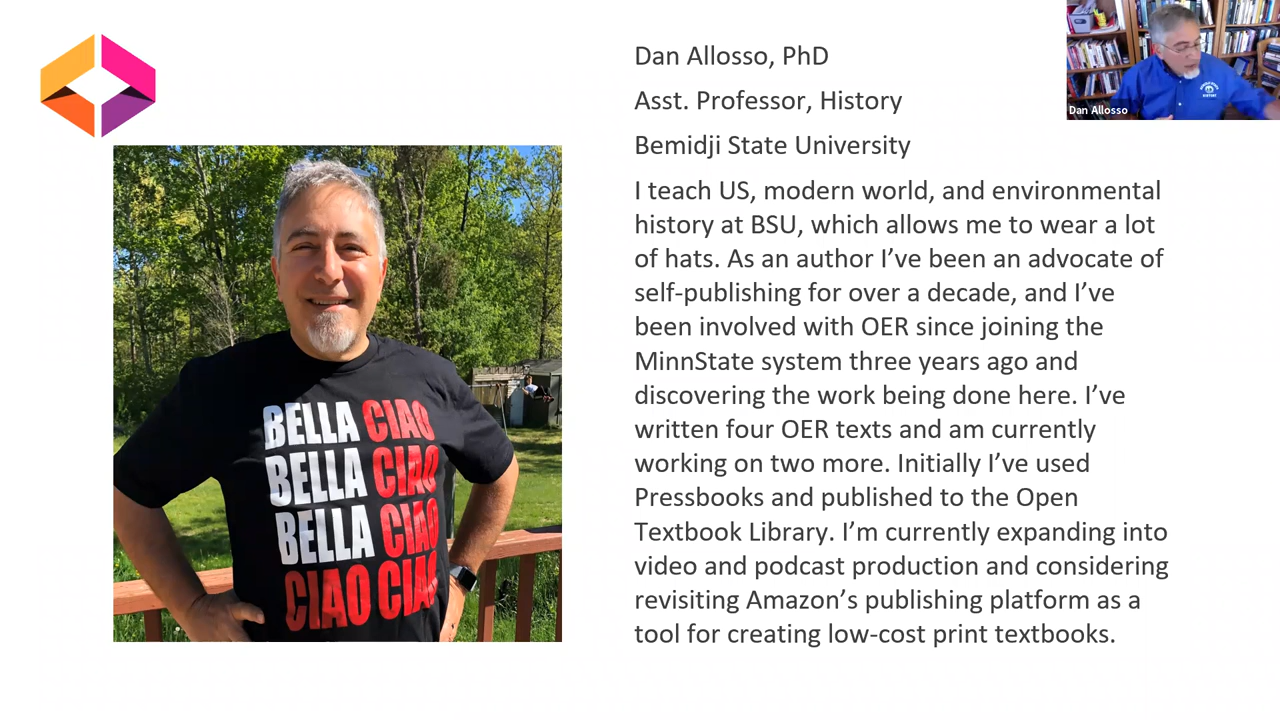 Dan Allosso, PhD
Asst. Professor, History
Bemidji State University
I teach US, modern world, and environmental
history at BSU, which allows me to wear a lot
of hats. As an author I’ve been an advocate of
self-publishing for over a decade, and I’ve
been involved with OER since joining the
MinnState system three years ago and
discovering the work being done here. I’ve
written four OER texts and am currently
working on two more. Initially I’ve used
Pressbooks and published to the Open
Textbook Library. I’m currently expanding into
video and podcast production and considering
revisiting Amazon’s publishing platform as a
tool for creating low-cost print textbooks.
BELLA CIAO
BELLA CIAO
BELLA CIAO
CIAO CIAO
Dan Allosso